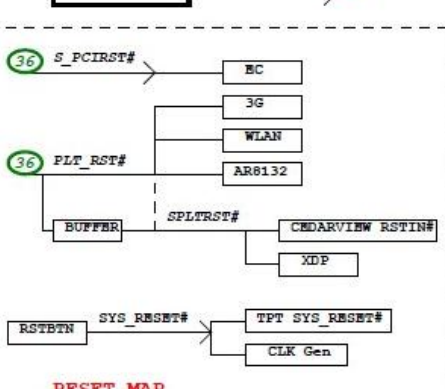 36 S_PCIRST#
EC
3G
WLAN
36 PLT_RST#
AR8132
SPLTRST#
BUFFER
CEDARVIEW RSTIN#
XDP
SYS_RESET#
TPT SYS_RESET#
RSTBTN
CLK Gen
RESET MAP